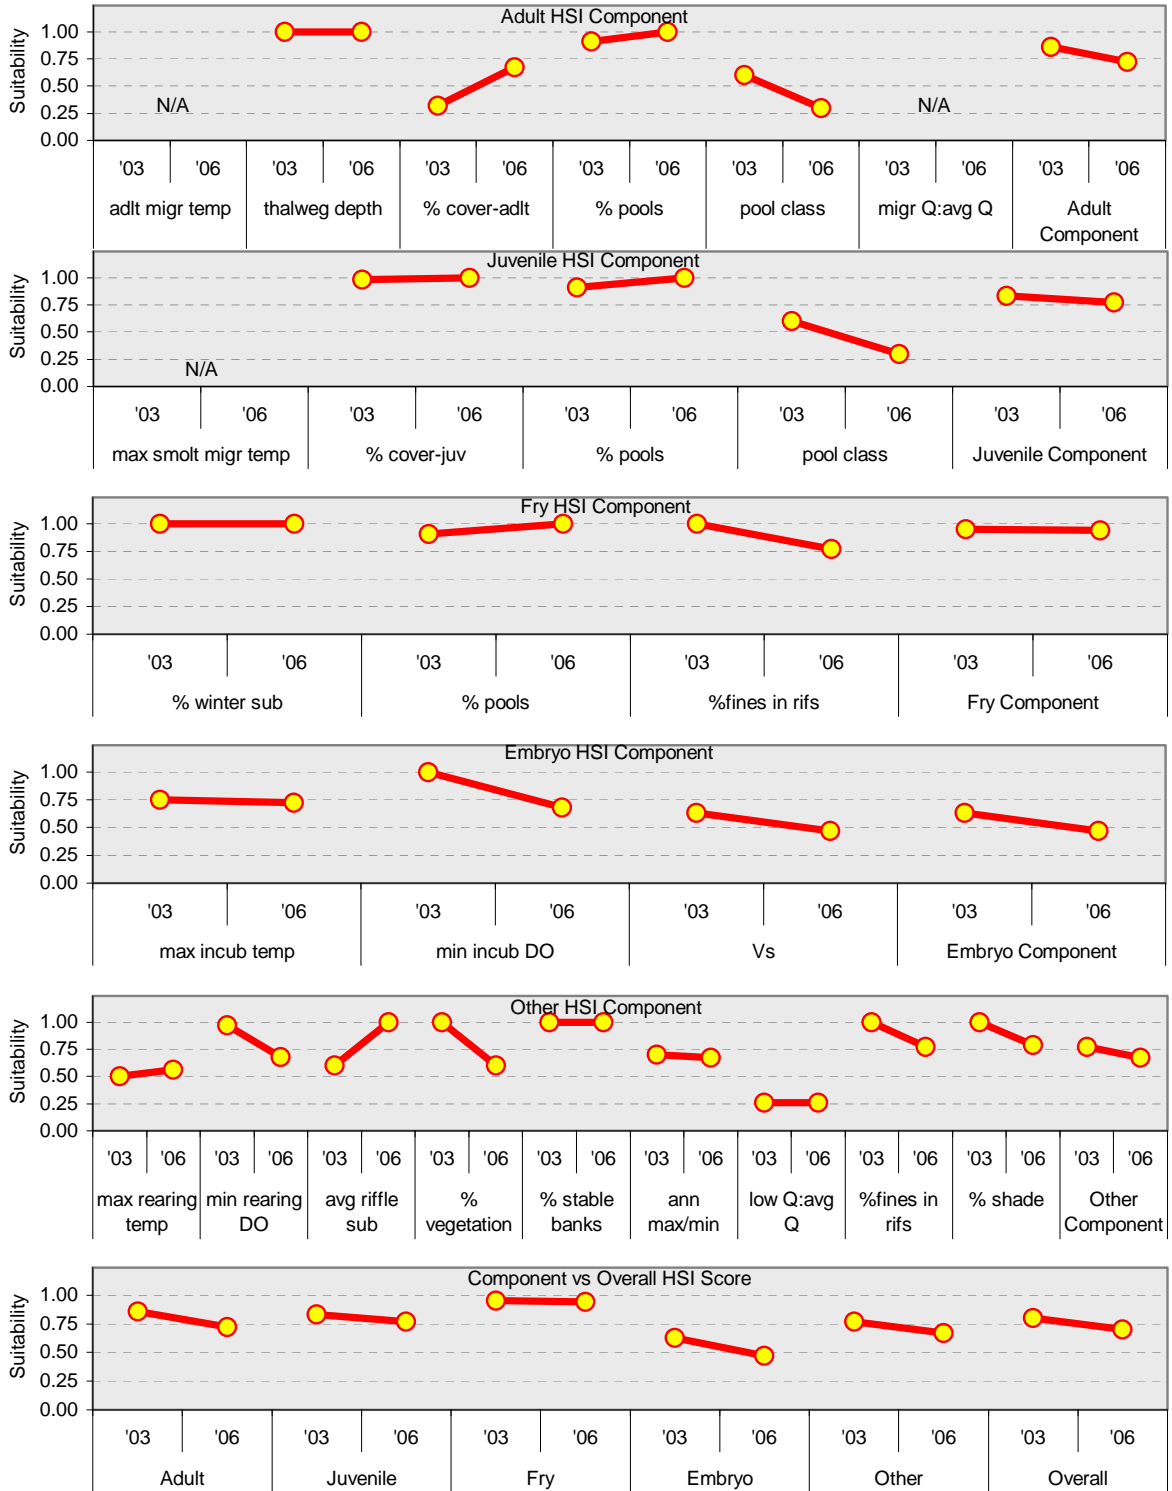 Adult HSI Component
Suitability
1.00
0.75
0.50
0.25
0.00
N/A
N/A
'03 '06 '03 '06 '03 '06 '03 '06 '03 '06 '03 '06 '03 '06
adlt migr temp thalweg depth % cover-adlt % pools pool class migr Q:avg Q Adult
Component
Juvenile HSI Component
Suitability
1.00
0.75
0.50
0.25
0.00
N/A
'03 '06 '03 '06 '03 '06 '03 '06 '03 '06
max smolt migr temp % cover-juv % pools pool class Juvenile Component
Fry HSI Component
Suitability
1.00
0.75
0.50
0.25
0.00
'03 '06 '03 '06 '03 '06 '03 '06
% winter sub % pools %fines in rifs Fry Component
Embryo HSI Component
Suitability
1.00
0.75
0.50
0.25
0.00
'03 '06 '03 '06 '03 '06 '03 '06
max incub temp min incub DO Vs Embryo Component
Other HSI Component
Suitability
1.00
0.75
0.50
0.25
0.00
'03 '06 '03 '06 '03 '06 '03 '06 '03 '06 '03 '06 '03 '06 '03 '06 '03 '06 '03 '06
max rearing min rearing avg riffle % % stable ann low Q:avg %fines in % shade Other
temp DO sub vegetation banks max/min Q rifs Component
Component vs Overall HSI Score
Suitability
1.00
0.75
0.50
0.25
0.00
'03 '06 '03 '06 '03 '06 '03 '06 '03 '06 '03 '06
Adult Juvenile Fry Embryo Other Overall